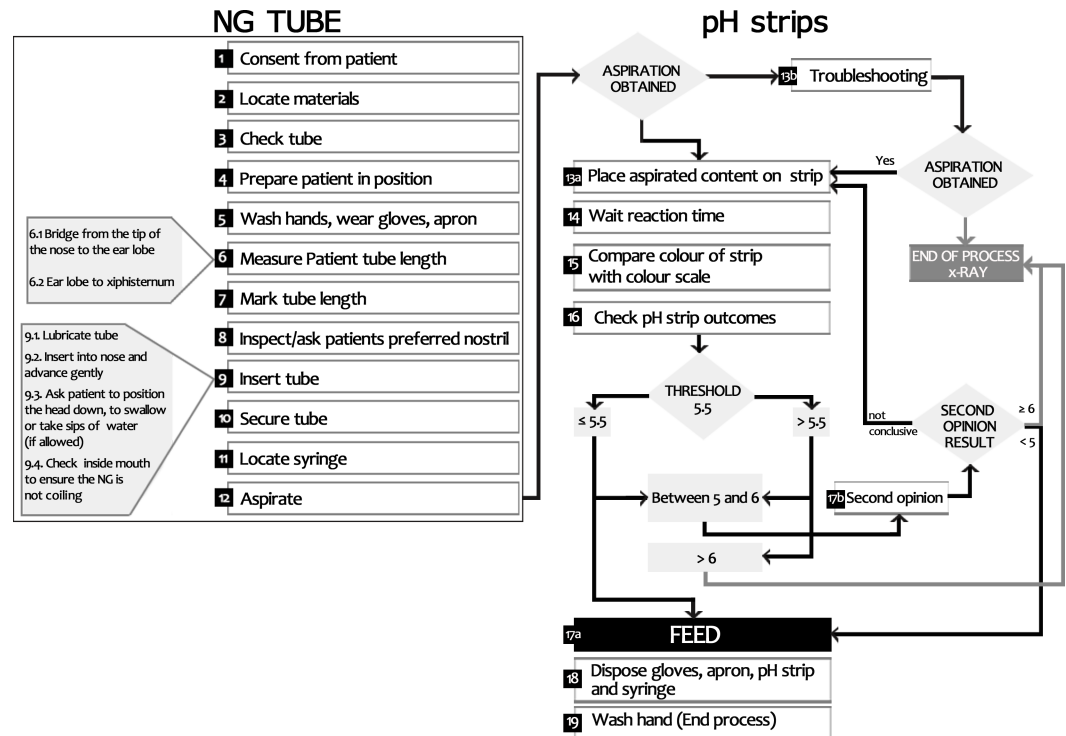 NG TUBE
1 Consent from patient
2 Locate materials
3 Check tube
4 Prepare patient in position
5 Wash hands, wear gloves, apron
6 Measure Patient tube length
7 Mark tube length
8 Inspect/ask patients preferred nostril
9 Insert tube
10 Secure tube
11 Locate syringe
12 Aspirate
6.1 Bridge from the tip of
the nose to the ear lobe
6.2 Ear lobe to xiphisternum
9.1. Lubricate tube
9.2. Insert into nose and
advance gently
9.3. Ask patient to position
the head down, to swallow
or take sips of water
(if allowed)
9.4. Check inside mouth
to ensure the NG is
not coiling
pH strips
ASPIRATION
OBTAINED
13b Troubleshooting
ASPIRATION
OBTAINED
Yes
13a Place aspirated content on strip
14 Wait reaction time
15 Compare colour of strip
with colour scale
16 Check pH strip outcomes
END OF PROCESS
x-RAY
THRESHOLD
5.5
≤ 5.5
> 5.5
Between 5 and 6
> 6
17b Second opinion
SECOND
OPINION
RESULT
not
conclusive
≥ 6
< 5
17a FEED
18 Dispose gloves, apron, pH strip
and syringe
19 Wash hand (End process)